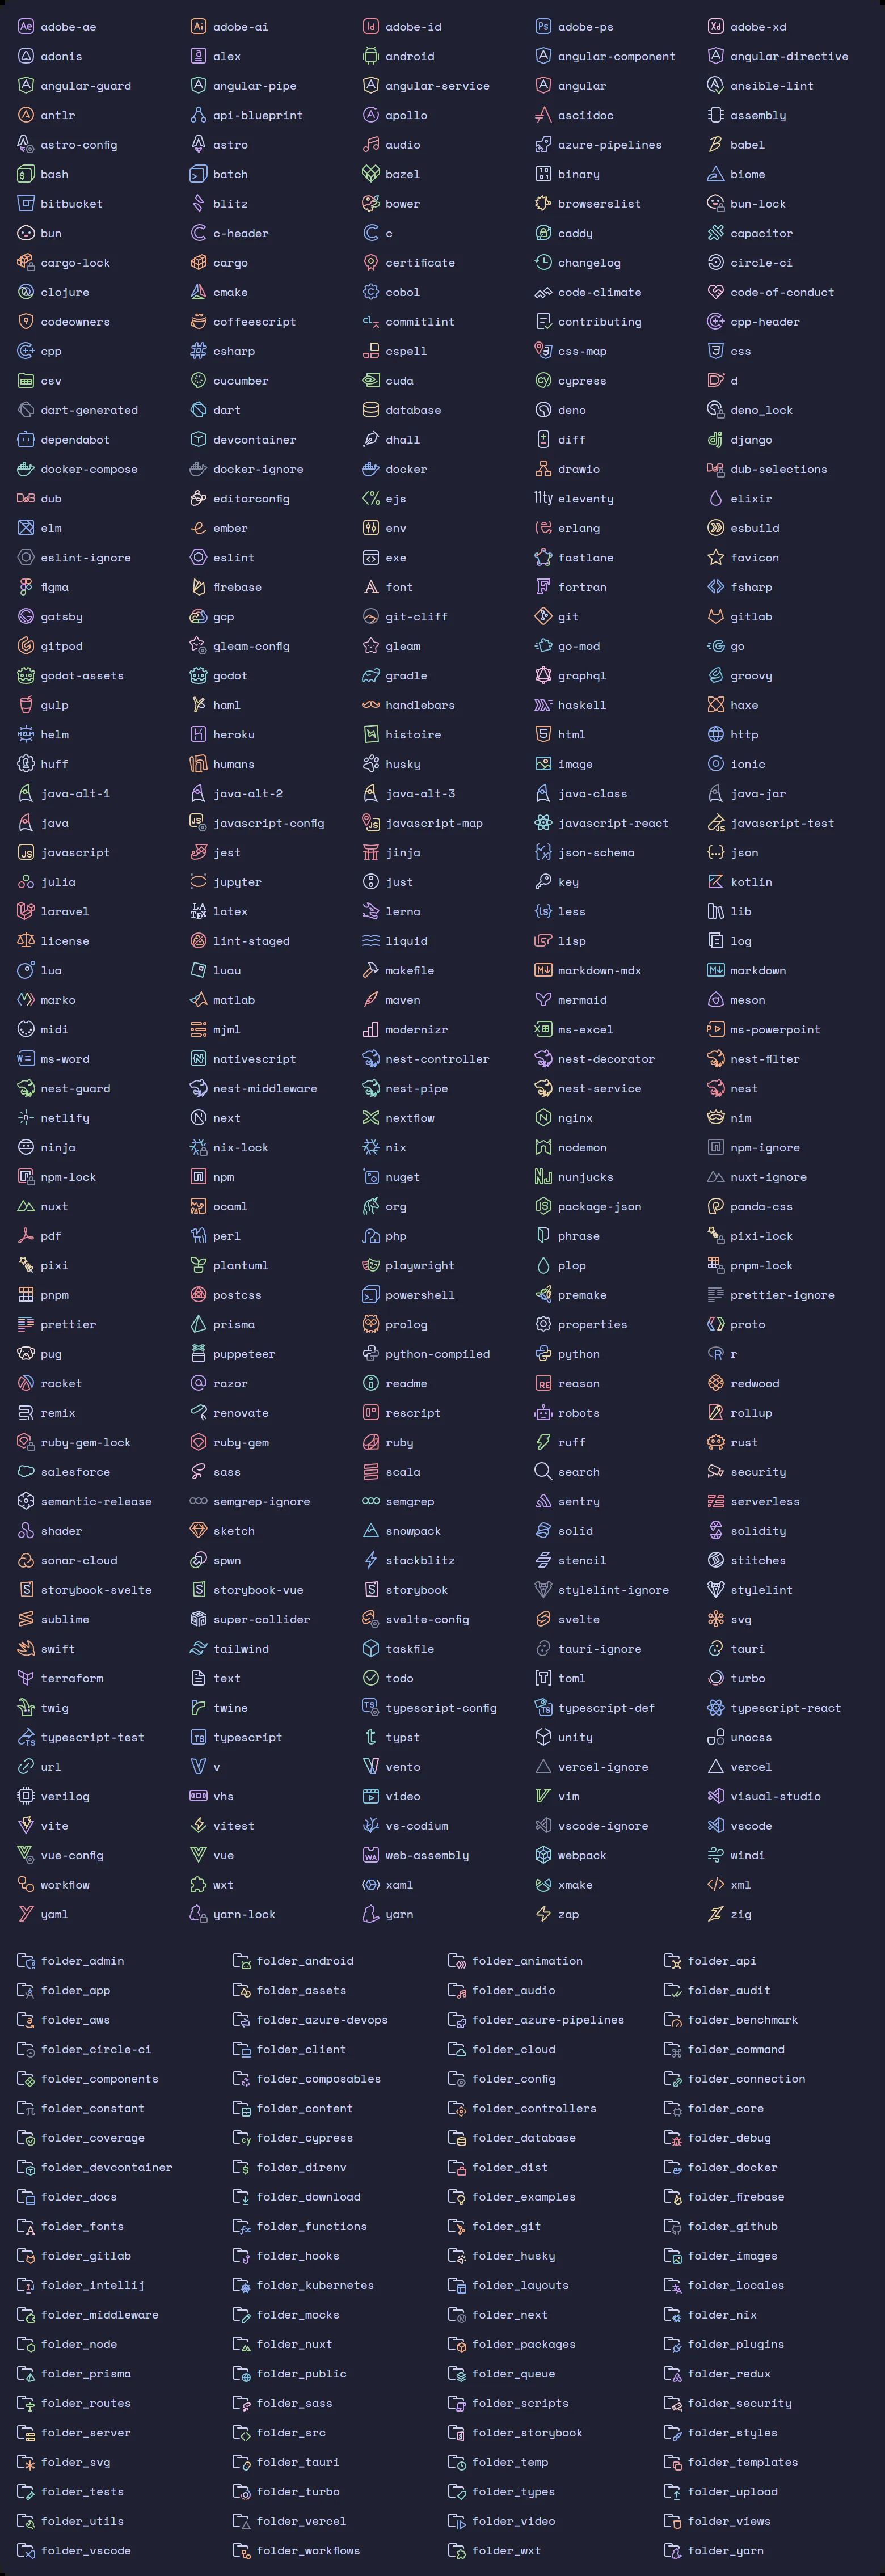 adobe-ae adobe-ai adobe-id adobe-ps adobe-xd
adonis alex android angular-component angular-directive
angular-guard angular-pipe angular-service angular ansible-lint
antlr api-blueprint apollo asciidoc assembly
astro-config astro audio azure-pipelines babel
bash batch bazel binary biome
bitbucket blitz bower browserslist bun-lock
bun c-header c caddy capacitor
cargo-lock cargo certificate changelog circle-ci
clojure cmake cobol code-climate code-of-conduct
codeowners coffeescript commitlint contributing cpp-header
cpp csharp cspell css-map css
csv cucumber cuda cypress d
dart-generated dart database deno deno_lock
dependabot devcontainer dhall diff django
docker-compose docker-ignore docker drawio dub-selections
dub editorconfig ejs eleventy elixir
elm ember env erlang esbuild
eslint-ignore eslint exe fastlane favicon
figma firebase font fortran fsharp
gatsby gcp git-cliff git gitlab
gitpod gleam-config gleam go-mod go
godot-assets godot gradle graphql groovy
gulp haml handlebars haskell haxe
helm heroku histoire html http
huff humans husky image ionic
java-alt-1 java-alt-2 java-alt-3 java-class java-jar
java javascript-config javascript-map javascript-react javascript-test
javascript jest jinja json-schema json
julia jupyter just key kotlin
laravel latex lerna less lib
license lint-staged liquid lisp log
lua luau makefile markdown-mdx markdown
marko matlab maven mermaid meson
midi mjml modernizr ms-excel ms-powerpoint
ms-word nativescript nest-controller nest-decorator nest-filter
nest-guard nest-middleware nest-pipe nest-service nest
netlify next nextflow nginx nim
ninja nix-lock nix nodemon npm-ignore
npm-lock npm nuget nunjucks nuxt-ignore
nuxt ocaml org package-json panda-css
pdf perl php phrase pixi-lock
pixi plantuml playwright plop pnpm-lock
pnpm postcss powershell premake prettier-ignore
prettier prisma prolog properties proto
pug puppeteer python-compiled python r
racket razor readme reason redwood
remix renovate rescript robots rollup
ruby-gem-lock ruby-gem ruby ruff rust
salesforce sass scala search security
semantic-release semgrep-ignore semgrep sentry serverless
shader sketch snowpack solid solidity
sonar-cloud spwn stackblitz stencil stitches
storybook-svelte storybook-vue storybook stylelint-ignore stylelint
sublime super-collider svelte-config svelte svg
swift tailwind taskfile tauri-ignore tauri
terraform text todo toml turbo
twig twine typescript-config typescript-def typescript-react
typescript-test typescript typst unity unocss
url v vento vercel-ignore vercel
verilog vhs video vim visual-studio
vite vitest vs-codium vscode-ignore vscode
vue-config vue web-assembly webpack windi
workflow wxt xaml xmake xml
yaml yarn-lock yarn zap zig
folder_admin folder_android folder_animation folder_api
folder_app folder_assets folder_audio folder_audit
folder_aws folder_azure-devops folder_azure-pipelines folder_benchmark
folder_circle-ci folder_client folder_cloud folder_command
folder_components folder_composables folder_config folder_connection
folder_constant folder_content folder_controllers folder_core
folder_coverage folder_cypress folder_database folder_debug
folder_devcontainer folder_direnv folder_dist folder_docker
folder_docs folder_download folder_examples folder_firebase
folder_fonts folder_functions folder_git folder_github
folder_gitlab folder_hooks folder_husky folder_images
folder_intellij folder_kubernetes folder_layouts folder_locales
folder_middleware folder_mocks folder_next folder_nix
folder_node folder_nuxt folder_packages folder_plugins
folder_prisma folder_public folder_queue folder_redux
folder_routes folder_sass folder_scripts folder_security
folder_server folder_src folder_storybook folder_styles
folder_svg folder_tauri folder_temp folder_templates
folder_tests folder_turbo folder_types folder_upload
folder_utils folder_vercel folder_video folder_views
folder_vscode folder_workflows folder_wxt folder_yarn